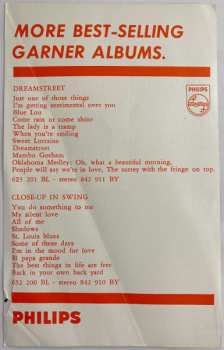 MORE BEST-SELLING
GARNER ALBUMS.
PHILIPS
DREAMSTREET
Just one of those things
I'm getting sentimental over you
Blue Lou
Come rain or come shine
The lady is a tramp
When you're smiling
Sweet Lorraine
Dreamstreet
Mambo Gotham
Oklahoma Medley: Oh, what a beautiful morning,
People will say we're in love, The surrey with the fringe on top.
632 201 BL - stereo 842 911 BY
CLOSE-UP IN SWING
You do something to me
My silent love
All of me
Shadows
St. Louis blues
Some of these days
I'm in the mood for love
El papa grande
The best things in life are free
Back in your own back yard
632 200 BL - stereo 842 910 BY
PHILIPS